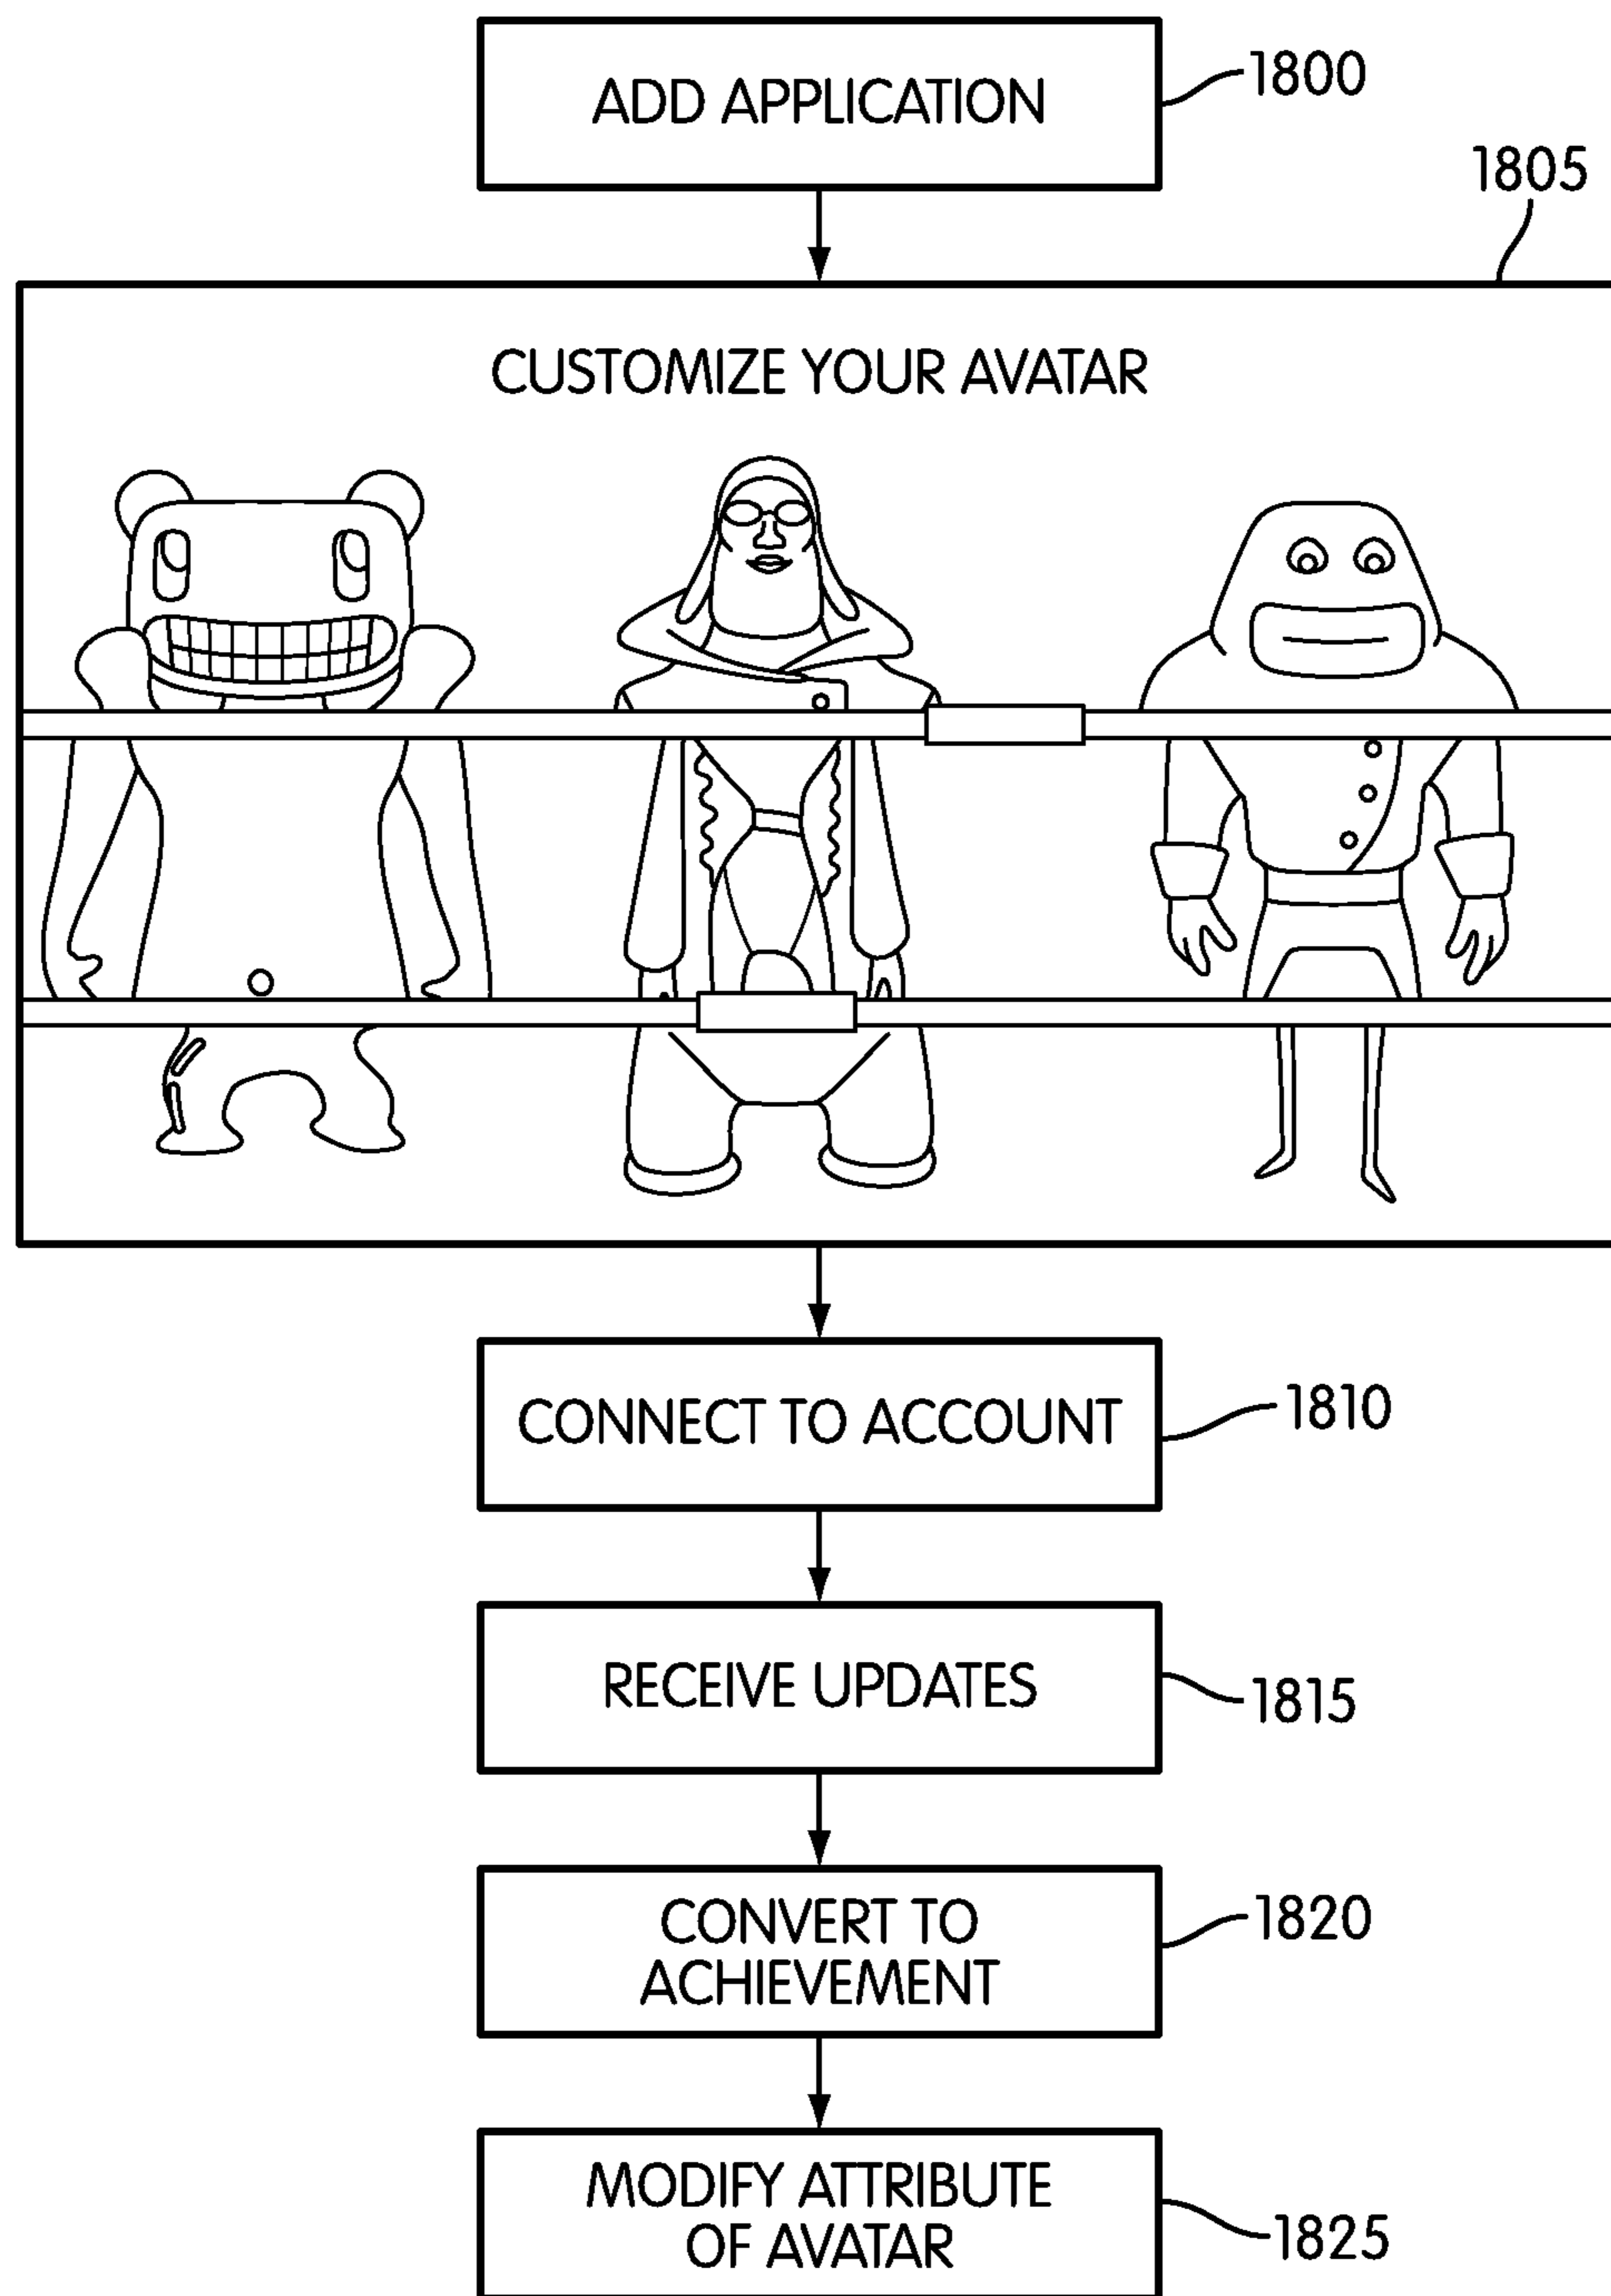 ADD APPLICATION
1800
1805
CUSTOMIZE YOUR AVATAR
CONNECT TO ACCOUNT
1810
RECEIVE UPDATES
1815
CONVERT TO
ACHIEVEMENT
1820
MODIFY ATTRIBUTE
OF AVATAR
1825